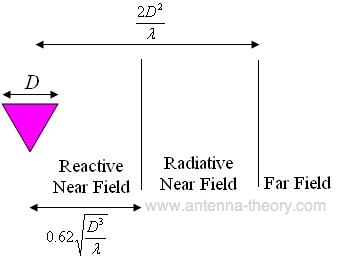 2D²
λ
D
Reactive
Near Field
Radiative
Near Field
Far Field
www.antenna-theory.com
0.62√D³
λ